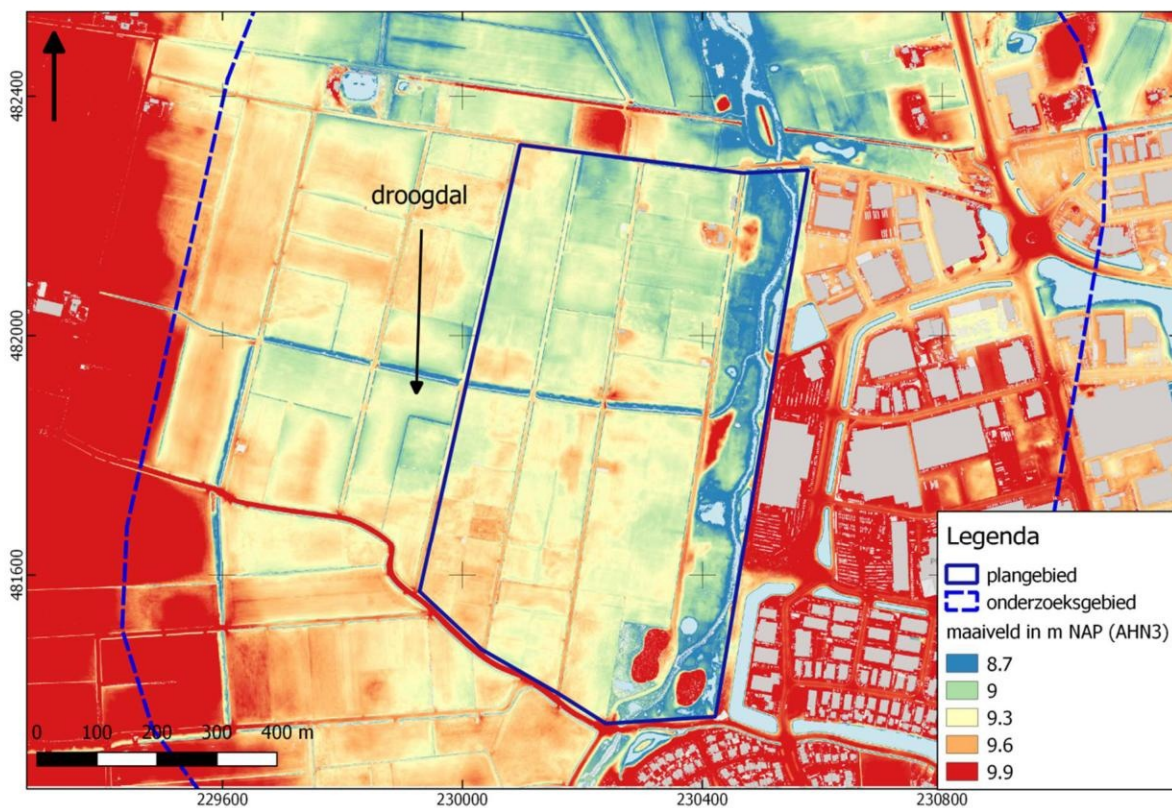 482400
droogdal
482000
481600
0 100 200 300 400 m
229600
230000
230400
230800
Legenda
plangebied
onderzoeksgebied
maaiveld in m NAP (AHN3)
8.7
9
9.3
9.6
9.9